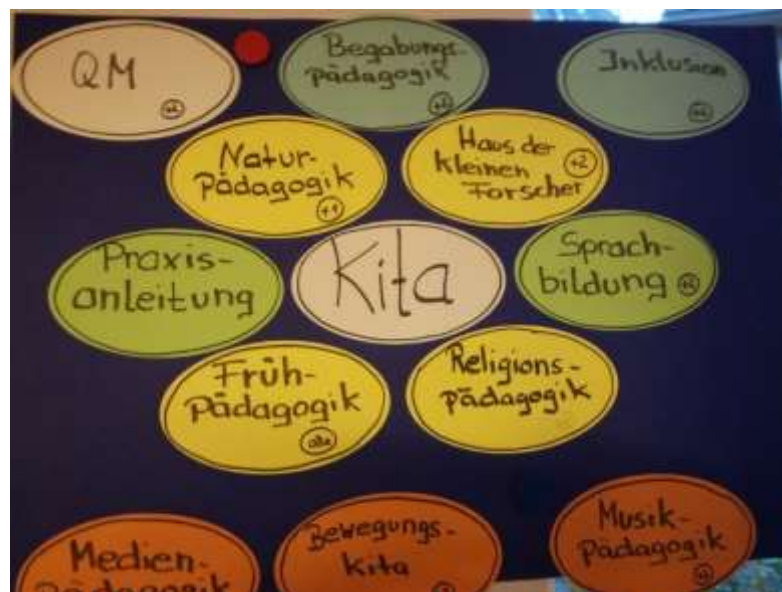 QM
Begabungs-
pädagogik
Inklusion
Natur-
pädagogik
+1
Haus der
kleinen
Forscher
+2
Praxis-
anleitung
Kita
Sprach-
bildung
Früh-
Pädagogik
alle
Religions-
pädagogik
Medien-
Pädagogik
Bewegungs-
kita
Musik-
Pädagogik